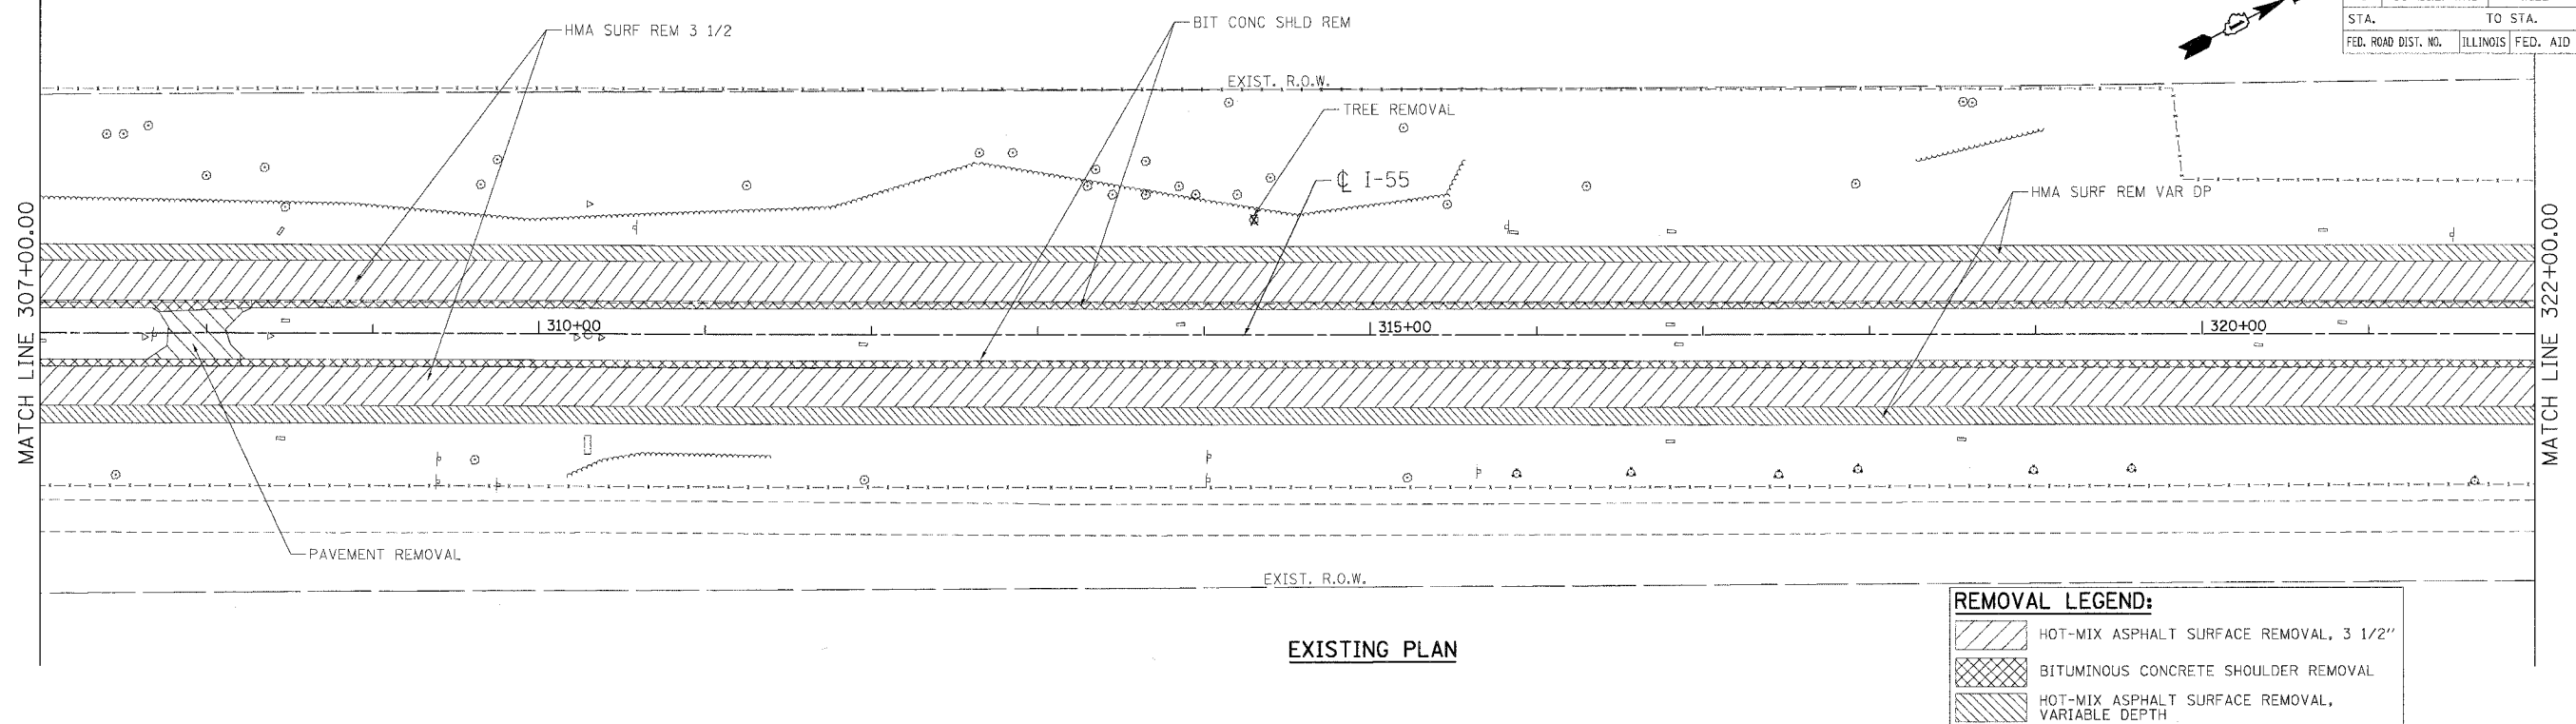 HMA SURF REM 3 1/2
BIT CONC SHLD REM
STA. TO STA.
FED. ROAD DIST. NO. ILLINOIS FED. AID
EXIST. R.O.W.
TREE REMOVAL
℄ I-55
HMA SURF REM VAR DP
MATCH LINE 307+00.00
310+00
315+00
320+00
MATCH LINE 322+00.00
PAVEMENT REMOVAL
EXIST. R.O.W.
EXISTING PLAN
REMOVAL LEGEND:
HOT-MIX ASPHALT SURFACE REMOVAL, 3 1/2"
BITUMINOUS CONCRETE SHOULDER REMOVAL
HOT-MIX ASPHALT SURFACE REMOVAL,
VARIABLE DEPTH